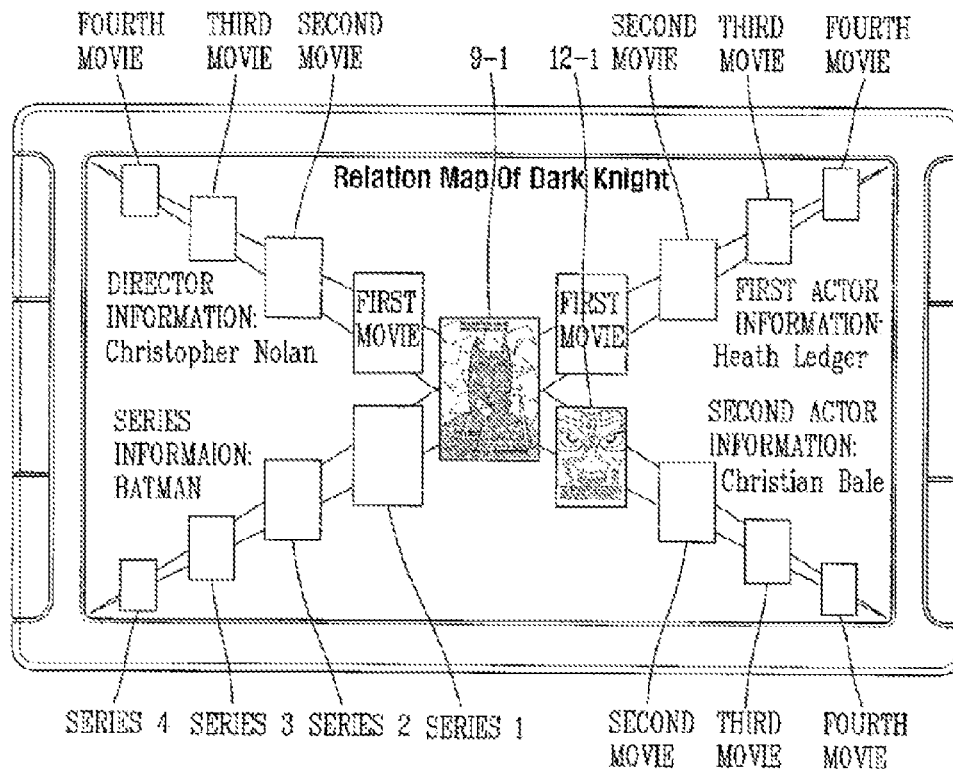 FOURTH MOVIE
THIRD MOVIE
SECOND MOVIE
9-1
12-1
SECOND MOVIE
THIRD MOVIE
FOURTH MOVIE
Relation Map Of Dark Knight
DIRECTOR
INFORMATION:
Christopher Nolan
FIRST
MOVIE
FIRST
MOVIE
FIRST ACTOR
INFORMATION:
Heath Ledger
SERIES
INFORMAION:
BATMAN
SECOND ACTOR
INFORMATION:
Christian Bale
SERIES 4
SERIES 3
SERIES 2
SERIES 1
SECOND MOVIE
THIRD MOVIE
FOURTH MOVIE